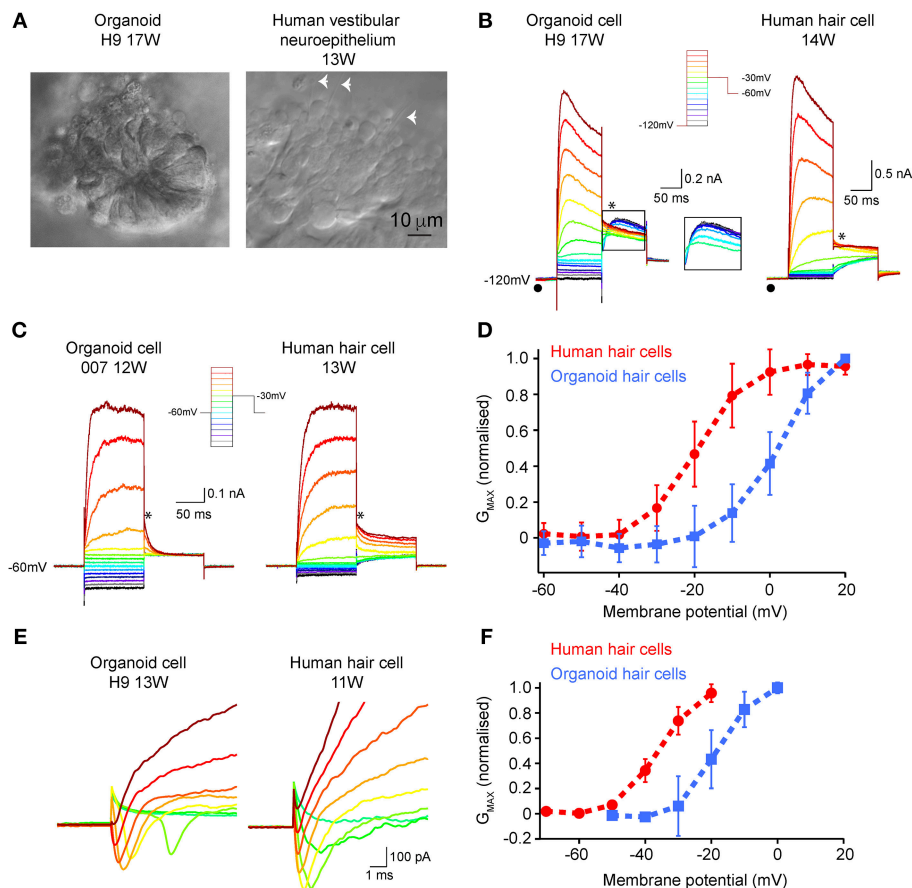 A
Organoid
H9 17W
Human vestibular
neuroepithelium
13W
10 μm
B
Organoid cell
H9 17W
Human hair cell
14W
-30mV
-60mV
-120mV
0.2 nA
50 ms
0.5 nA
50 ms
*
*
-120mV
C
Organoid cell
007 12W
Human hair cell
13W
-30mV
-60mV
0.1 nA
50 ms
*
*
-60mV
D
Human hair cells
Organoid hair cells
GMAX (normalised)
1.0
0.8
0.6
0.4
0.2
0
-60
-40
-20
0
20
Membrane potential (mV)
E
Organoid cell
H9 13W
Human hair cell
11W
100 pA
1 ms
F
Human hair cells
Organoid hair cells
GMAX (normalised)
1.0
0.8
0.6
0.4
0.2
0
-0.2
-60
-40
-20
0
20
Membrane potential (mV)